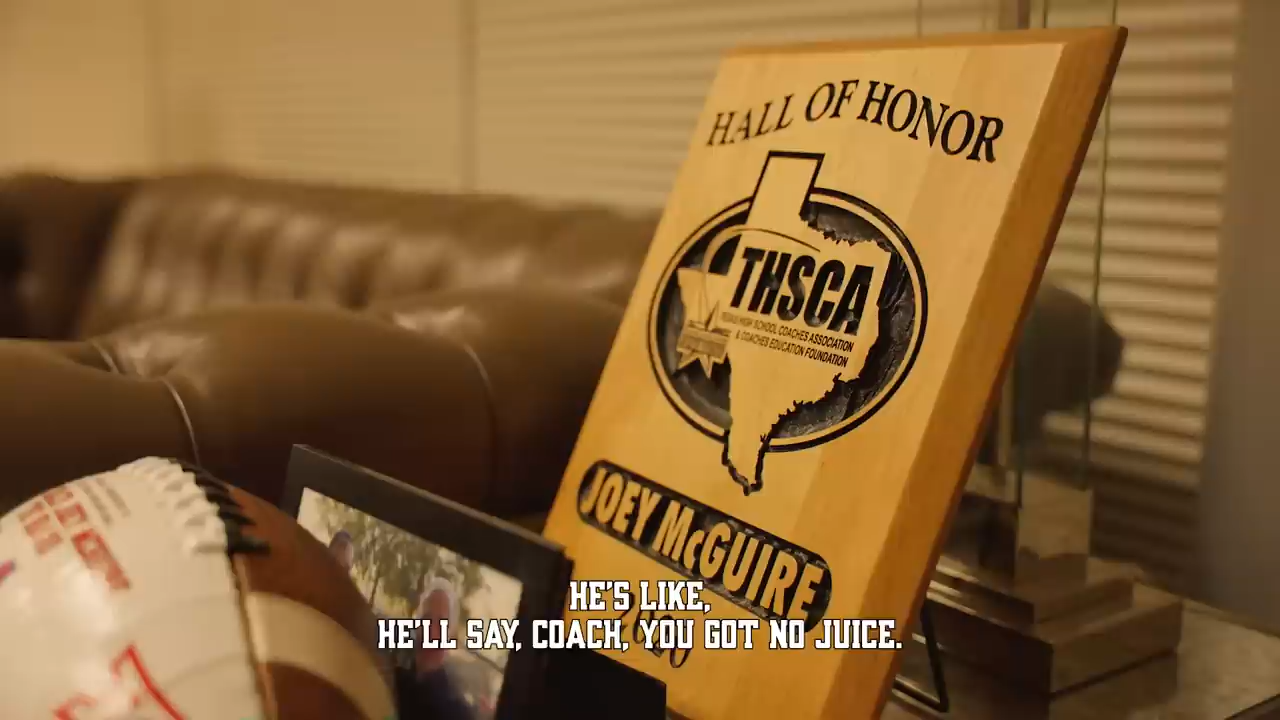 HALL OF HONOR
THSCA
TEXAS HIGH SCHOOL COACHES ASSOCIATION
& COACHES EDUCATION FOUNDATION
JOEY McGUIRE
2020
HE'S LIKE,
HE'LL SAY, COACH, YOU GOT NO JUICE.